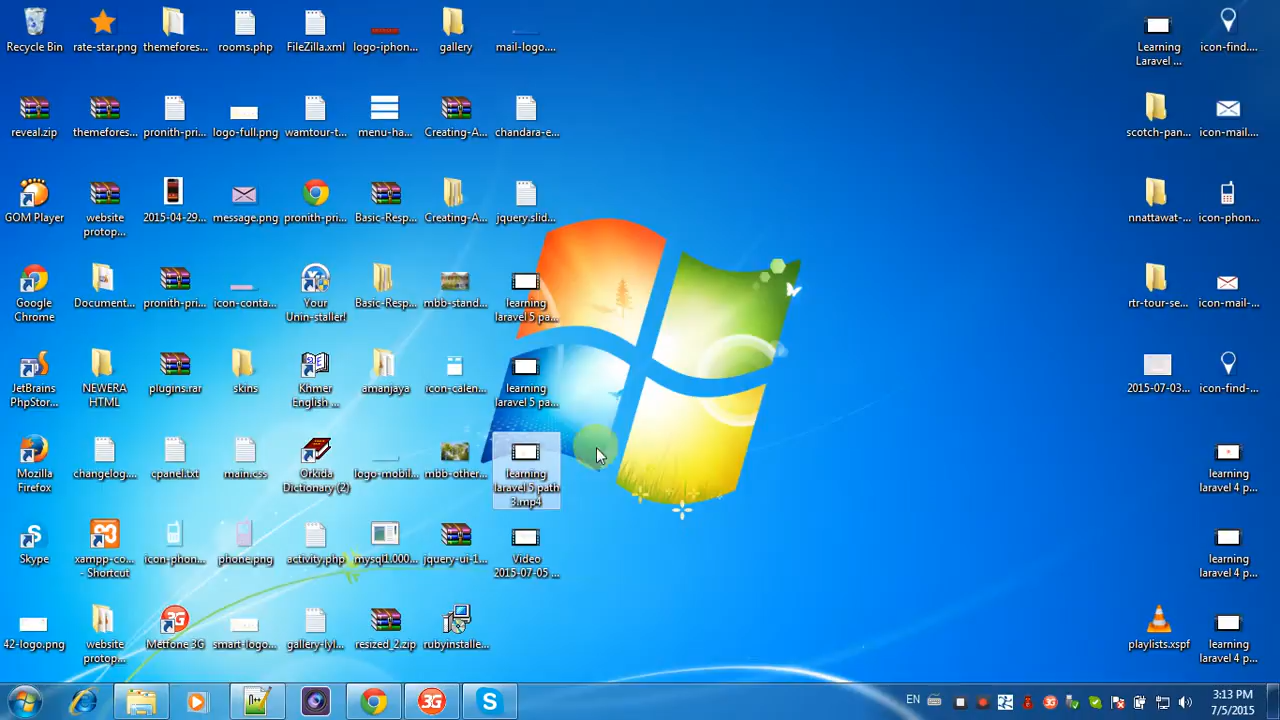 Recycle Bin
rate-star.png
themefores...
rooms.php
FileZilla.xml
logo-iphon...
gallery
mail-logo....
Learning
Laravel ...
icon-find....
reveal.zip
themefores...
pronith-pri...
logo-full.png
wamtour-t...
menu-ha...
Creating-A...
chandara-e...
scotch-pan...
icon-mail....
GOM Player
website
protop...
2015-04-29...
message.png
pronith-pri...
Basic-Resp...
Creating-A...
jquery.slid...
nnattawat-...
icon-phon...
Google
Chrome
Document...
pronith-pri...
icon-conta...
Your
Unin-staller!
Basic-Resp...
mbb-stand...
learning
laravel 5 pa...
rtr-tour-se...
icon-mail-...
JetBrains
PhpStor...
NEWERA
HTML
plugins.rar
skins
Khmer
English ...
amanjaya
icon-calen...
learning
laravel 5 pa...
2015-07-03...
icon-find-...
Mozilla
Firefox
changelog....
cpanel.txt
main.css
Orkida
Dictionary (2)
logo-mobil...
mbb-other...
learning
laravel 5 path
3.mp4
learning
laravel 4 p...
Skype
xampp-co...
- Shortcut
icon-phon...
phone.png
activity.php
mysql1.000...
jquery-ui-1...
Video
2015-07-05 ...
learning
laravel 4 p...
42-logo.png
website
protop...
Metfone 3G
smart-logo...
gallery-lyl...
resized_2.zip
rubyinstalle...
playlists.xspf
learning
laravel 4 p...
EN
3:13 PM
7/5/2015